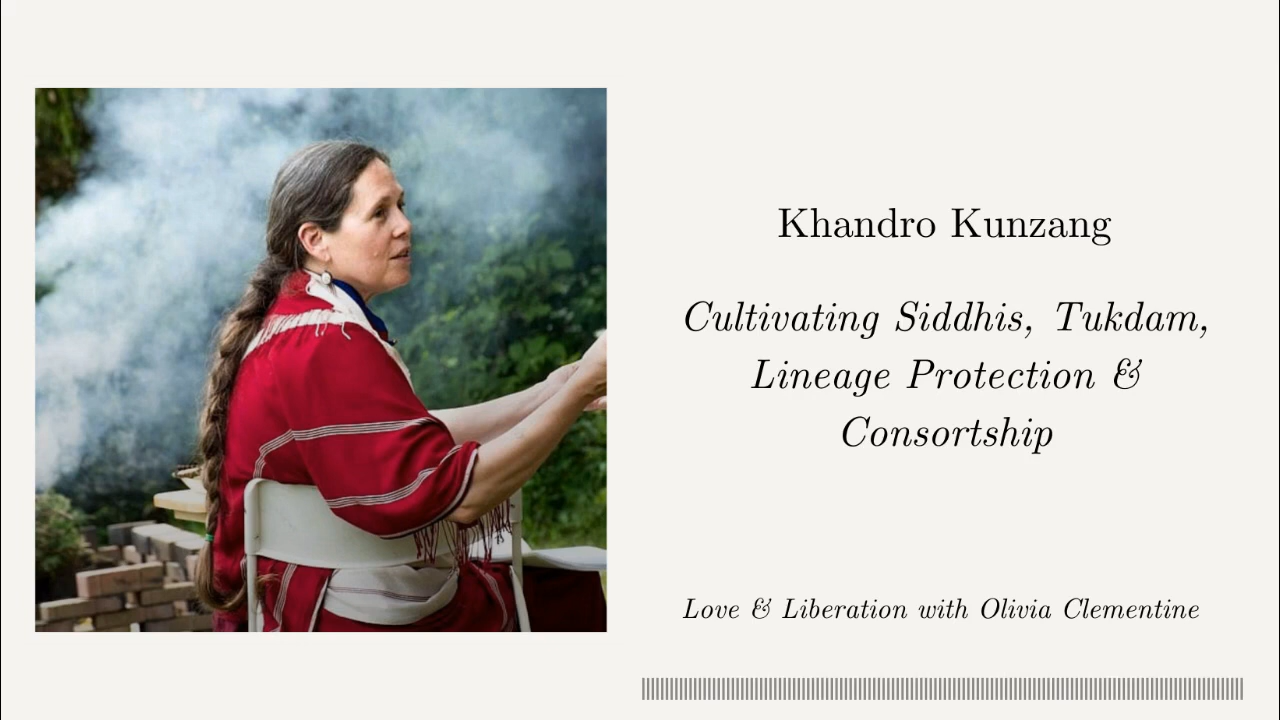 Khandro Kunzang
Cultivating Siddhis, Tukdam,
Lineage Protection &
Consortship
Love & Liberation with Olivia Clementine